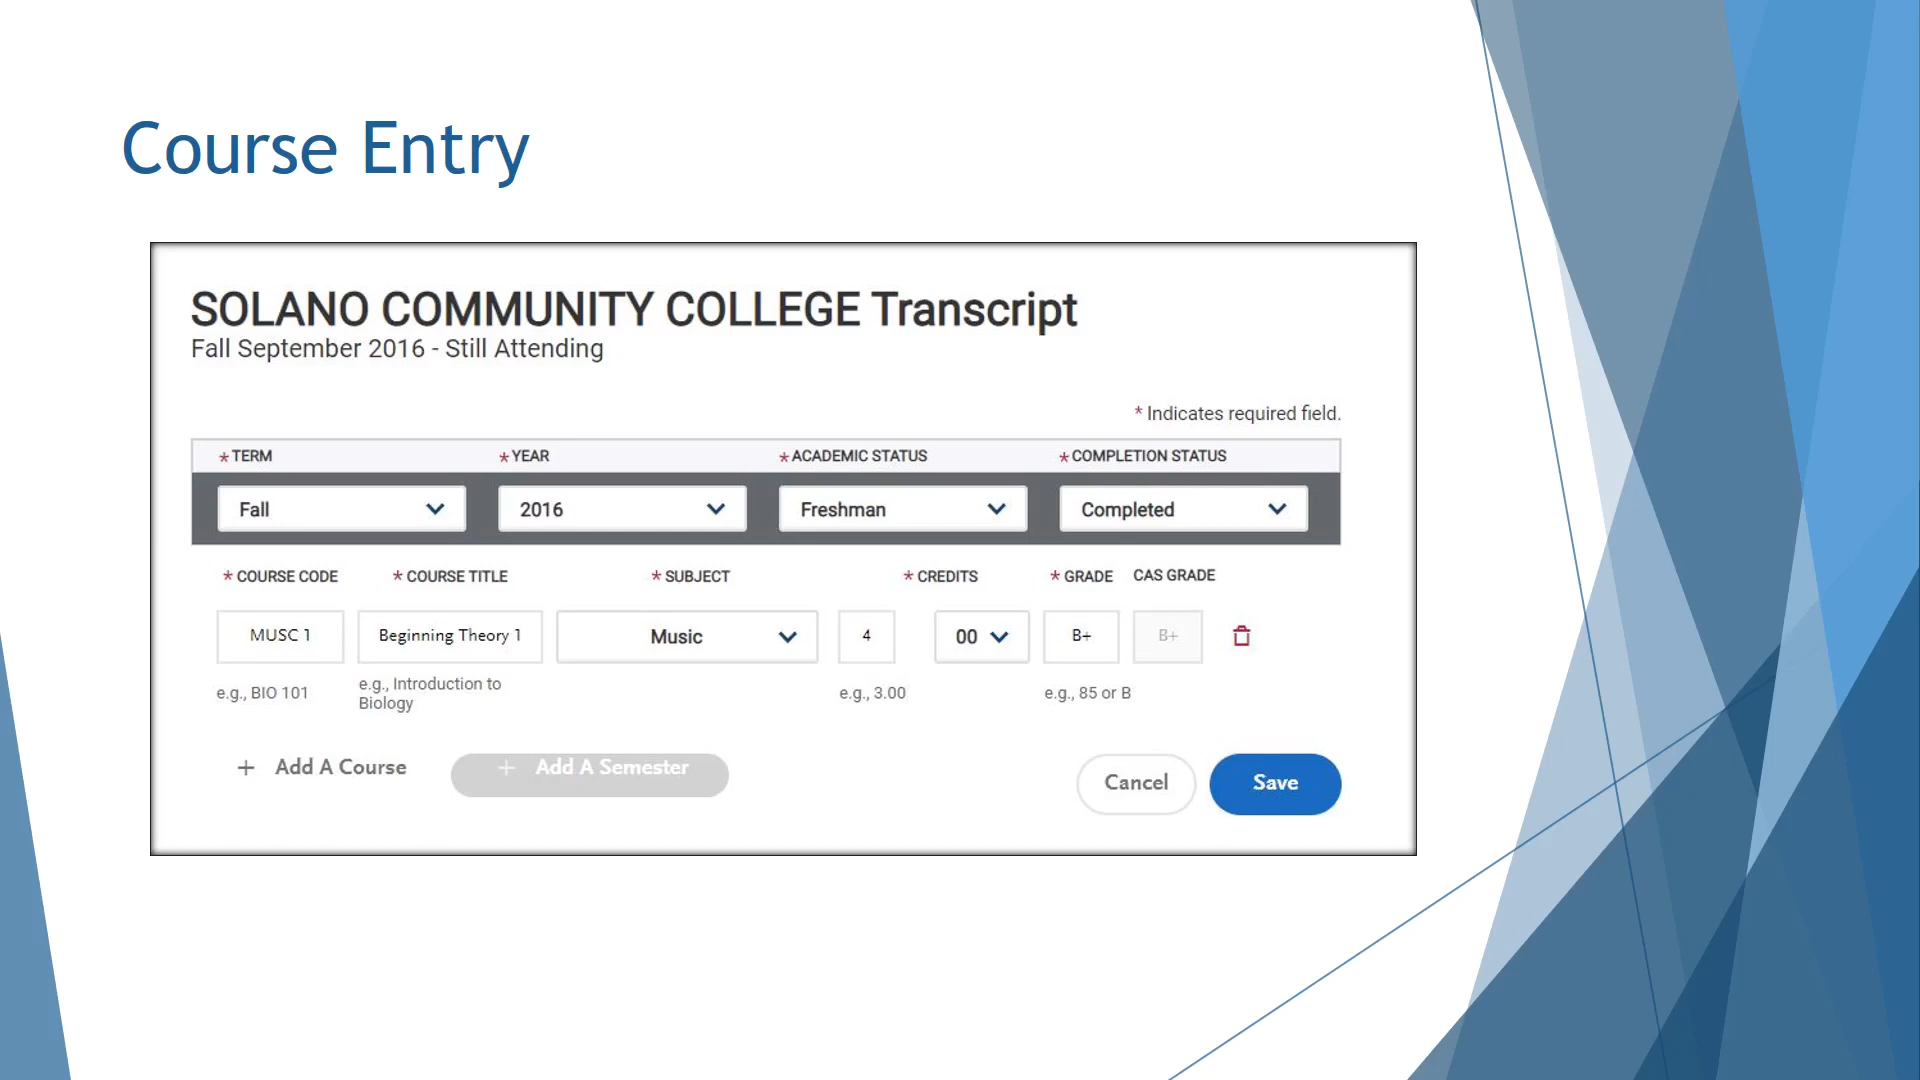 Course Entry
SOLANO COMMUNITY COLLEGE Transcript
Fall September 2016 - Still Attending
* Indicates required field.
* TERM * YEAR * ACADEMIC STATUS * COMPLETION STATUS
Fall 2016 Freshman Completed
* COURSE CODE * COURSE TITLE * SUBJECT * CREDITS * GRADE CAS GRADE
MUSC 1 Beginning Theory 1 Music 4 00 B+ B+
e.g., BIO 101 e.g., Introduction to Biology e.g., 3.00 e.g., 85 or B
+ Add A Course + Add A Semester Cancel Save